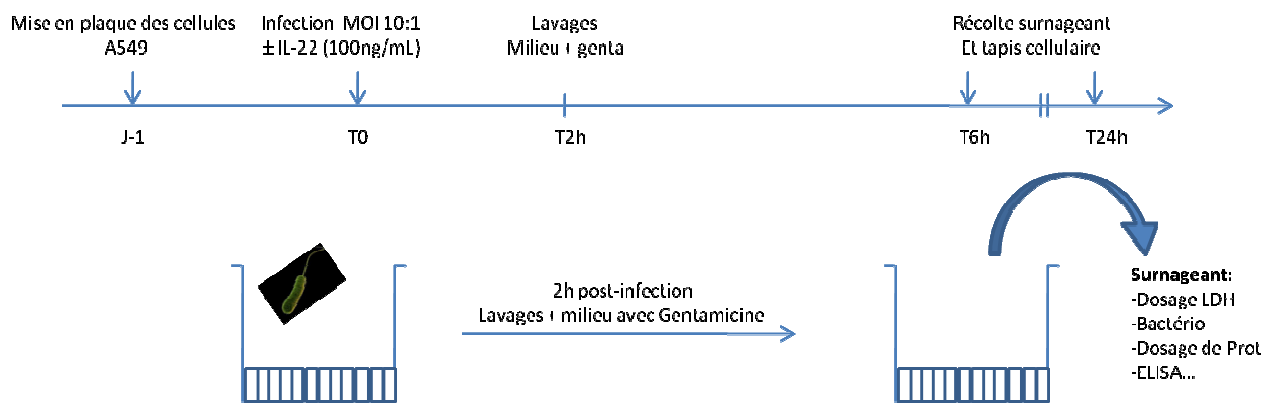 Mise en plaque des cellules
A549
Infection MOI 10:1
± IL-22 (100ng/mL)
Lavages
Milieu + genta
Récolte surnageant
Et tapis cellulaire
J-1
T0
T2h
T6h
T24h
2h post-infection
Lavages + milieu avec Gentamicine
Surnageant:
-Dosage LDH
-Bactério
-Dosage de Prot
-ELISA...